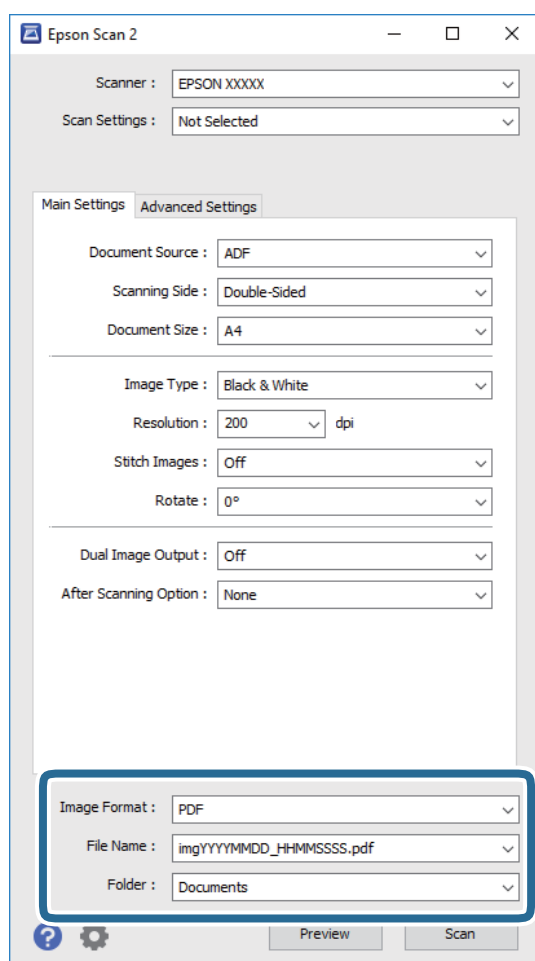 Epson Scan 2
Scanner : EPSON XXXXX
Scan Settings : Not Selected
Main Settings Advanced Settings
Document Source : ADF
Scanning Side : Double-Sided
Document Size : A4
Image Type : Black & White
Resolution : 200 dpi
Stitch Images : Off
Rotate : 0°
Dual Image Output : Off
After Scanning Option : None
Image Format : PDF
File Name : imgYYYYMMDD_HHMMSSSS.pdf
Folder : Documents
? Preview Scan